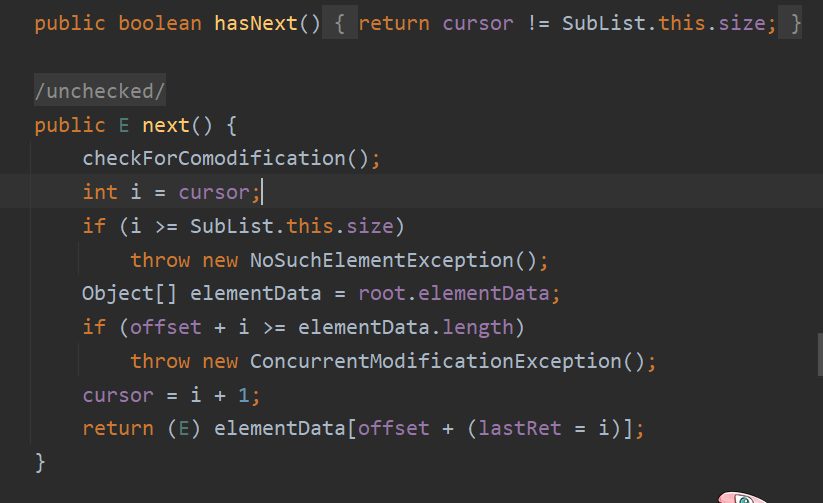 public boolean hasNext() { return cursor != SubList.this.size; }
/unchecked/
public E next() {
checkForComodification();
int i = cursor;
if (i >= SubList.this.size)
throw new NoSuchElementException();
Object[] elementData = root.elementData;
if (offset + i >= elementData.length)
throw new ConcurrentModificationException();
cursor = i + 1;
return (E) elementData[offset + (lastRet = i)];
}